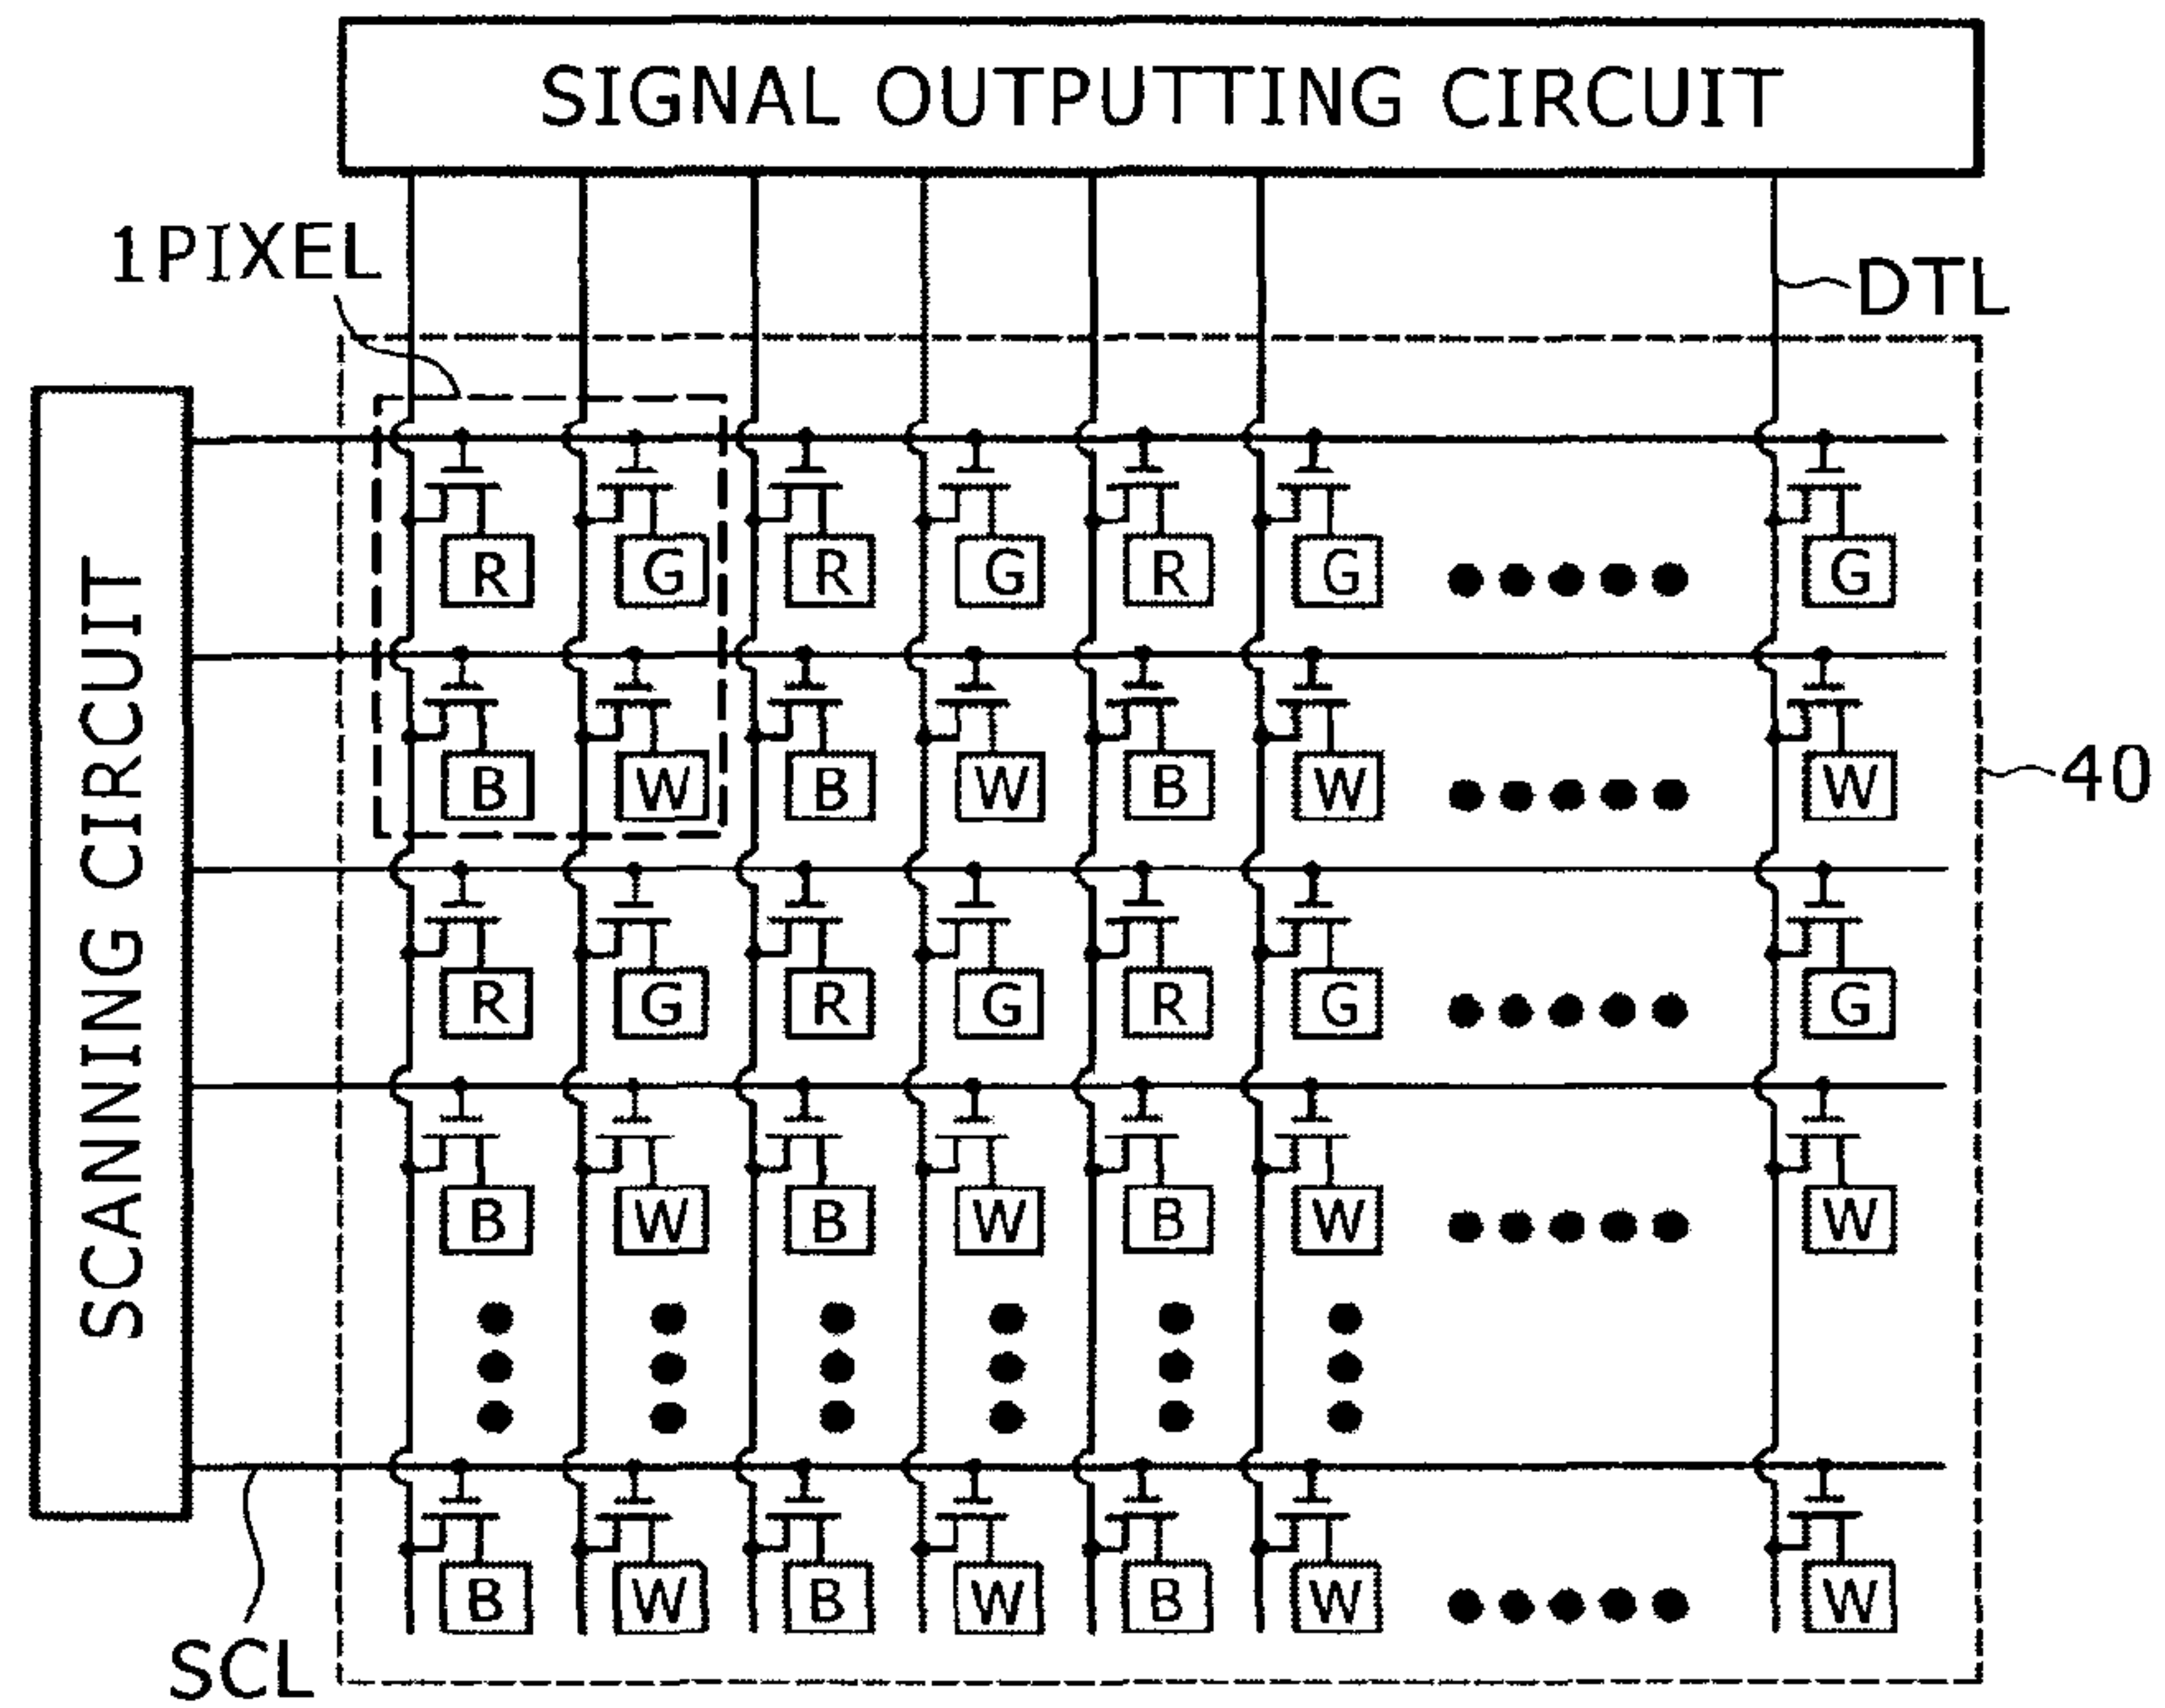 SIGNAL OUTPUTTING CIRCUIT
1PIXEL
DTL
SCANNING CIRCUIT
R G R G R G G
B W B W B W W
40
R G R G R G G
B W B W B W W
B W B W B W W
SCL